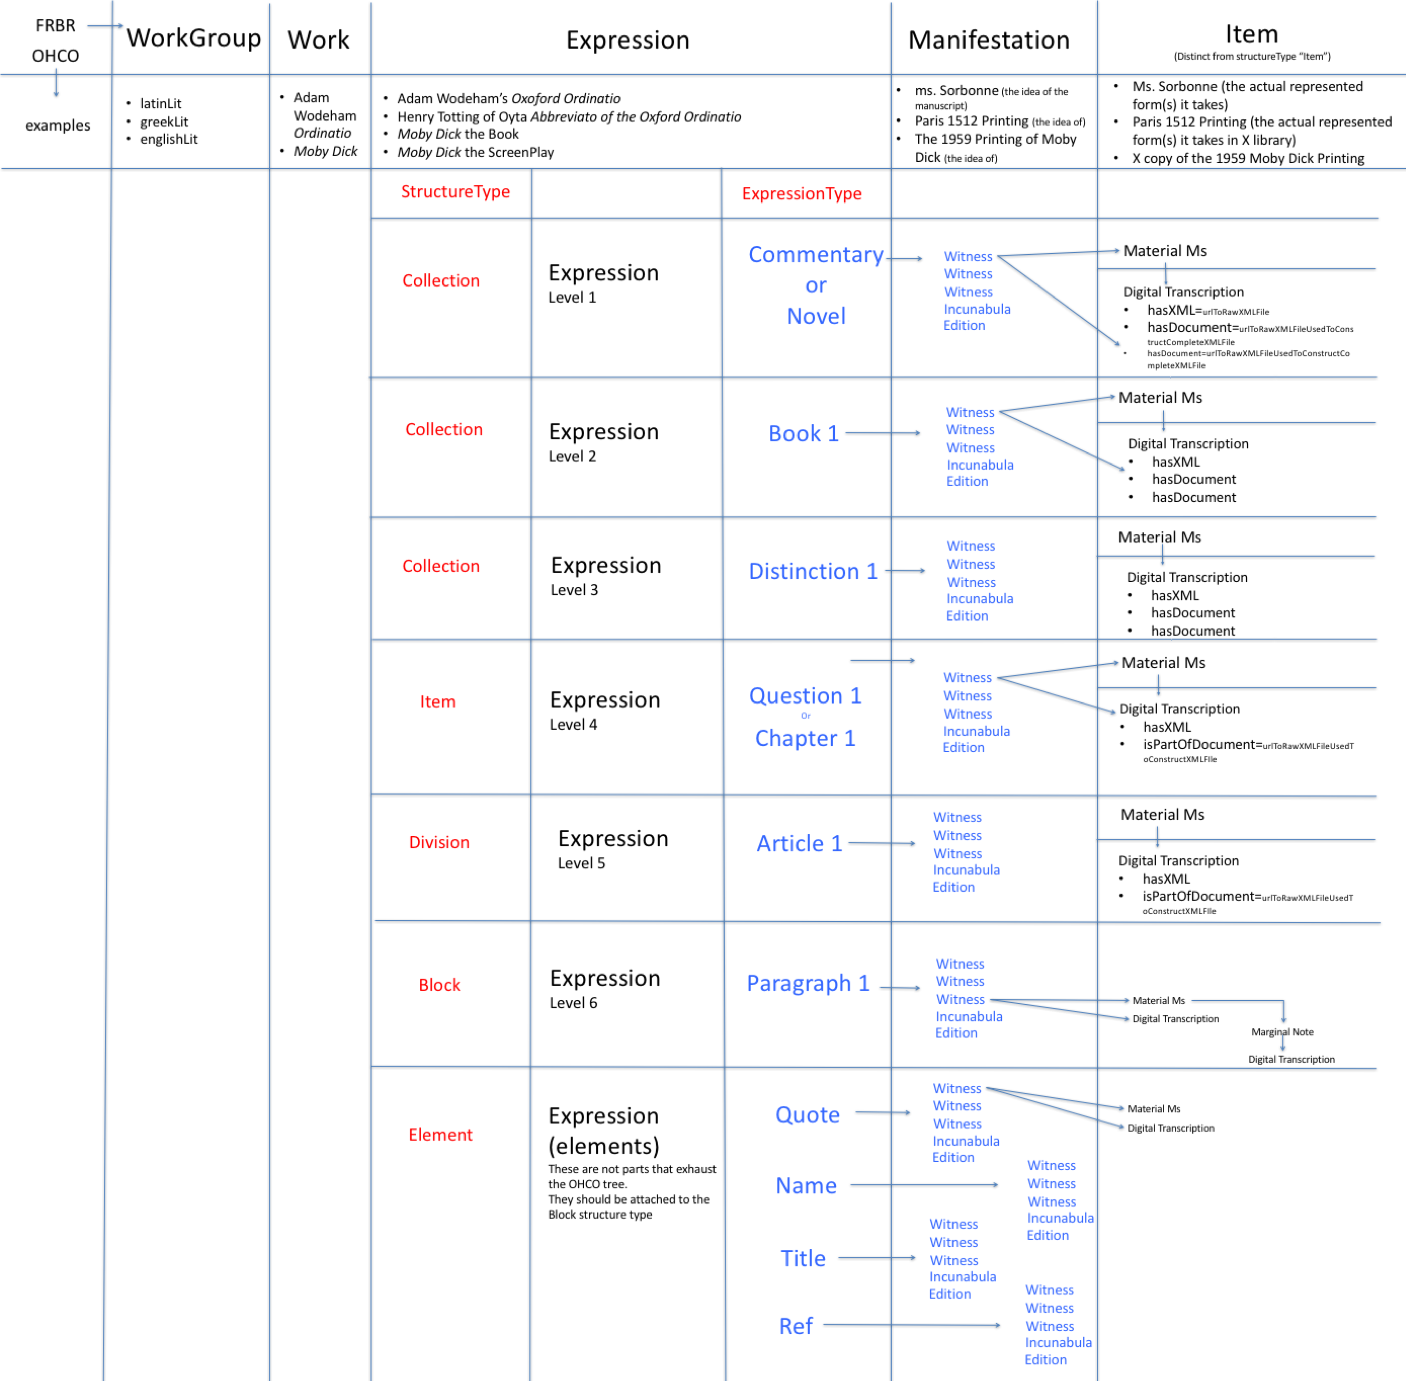 FRBR
OHCO
WorkGroup
Work
Expression
Manifestation
Item
(Distinct from structureType "Item")
examples
• latinLit
• greekLit
• englishLit
• Adam
Wodeham
Ordinatio
• Moby Dick
• Adam Wodeham's Oxoford Ordinatio
• Henry Totting of Oyta Abbreviato of the Oxford Ordinatio
• Moby Dick the Book
• Moby Dick the ScreenPlay
• ms. Sorbonne (the idea of the
manuscript)
• Paris 1512 Printing (the idea of)
• The 1959 Printing of Moby
Dick (the idea of)
• Ms. Sorbonne (the actual represented
form(s) it takes)
• Paris 1512 Printing (the actual represented
form(s) it takes in X library)
• X copy of the 1959 Moby Dick Printing
StructureType
ExpressionType
Collection
Expression
Level 1
Commentary
or
Novel
Witness
Witness
Witness
Incunabula
Edition
Material Ms
Digital Transcription
• hasXML=urlToRawXMLFile
• hasDocument=urlToRawXMLFileUsedToCons
tructCompleteXMLFile
• hasDocument=urlToRawXMLFileUsedToConstructCo
mpleteXMLFile
Collection
Expression
Level 2
Book 1
Witness
Witness
Witness
Incunabula
Edition
Material Ms
Digital Transcription
• hasXML
• hasDocument
• hasDocument
Collection
Expression
Level 3
Distinction 1
Witness
Witness
Witness
Incunabula
Edition
Material Ms
Digital Transcription
• hasXML
• hasDocument
• hasDocument
Item
Expression
Level 4
Question 1
Or
Chapter 1
Witness
Witness
Witness
Incunabula
Edition
Material Ms
Digital Transcription
• hasXML
• isPartOfDocument=urlToRawXMLFileUsedT
oConstructXMLFIle
Division
Expression
Level 5
Article 1
Witness
Witness
Witness
Incunabula
Edition
Material Ms
Digital Transcription
• hasXML
• isPartOfDocument=urlToRawXMLFileUsedT
oConstructXMLFIle
Block
Expression
Level 6
Paragraph 1
Witness
Witness
Witness
Incunabula
Edition
Material Ms
Digital Transcription
Marginal Note
Digital Transcription
Element
Expression
(elements)
These are not parts that exhaust
the OHCO tree.
They should be attached to the
Block structure type
Quote
Witness
Witness
Witness
Incunabula
Edition
Material Ms
Digital Transcription
Name
Witness
Witness
Witness
Incunabula
Edition
Title
Witness
Witness
Witness
Incunabula
Edition
Ref
Witness
Witness
Witness
Incunabula
Edition